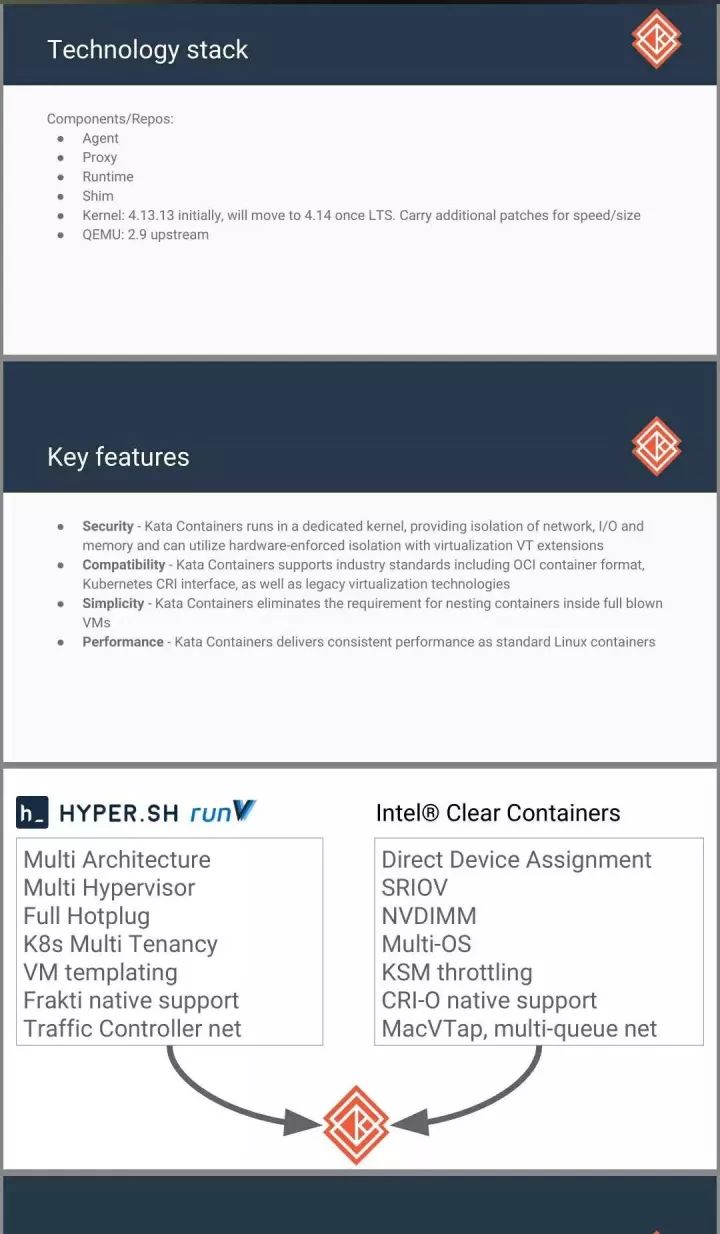 Technology stack
Components/Repos:
● Agent
● Proxy
● Runtime
● Shim
● Kernel: 4.13.13 initially, will move to 4.14 once LTS. Carry additional patches for speed/size
● QEMU: 2.9 upstream
Key features
● Security - Kata Containers runs in a dedicated kernel, providing isolation of network, I/O and
memory and can utilize hardware-enforced isolation with virtualization VT extensions
● Compatibility - Kata Containers supports industry standards including OCI container format,
Kubernetes CRI interface, as well as legacy virtualization technologies
● Simplicity - Kata Containers eliminates the requirement for nesting containers inside full blown
VMs
● Performance - Kata Containers delivers consistent performance as standard Linux containers
h_ HYPER.SH runV
Multi Architecture
Multi Hypervisor
Full Hotplug
K8s Multi Tenancy
VM templating
Frakti native support
Traffic Controller net
Intel® Clear Containers
Direct Device Assignment
SRIOV
NVDIMM
Multi-OS
KSM throttling
CRI-O native support
MacVTap, multi-queue net